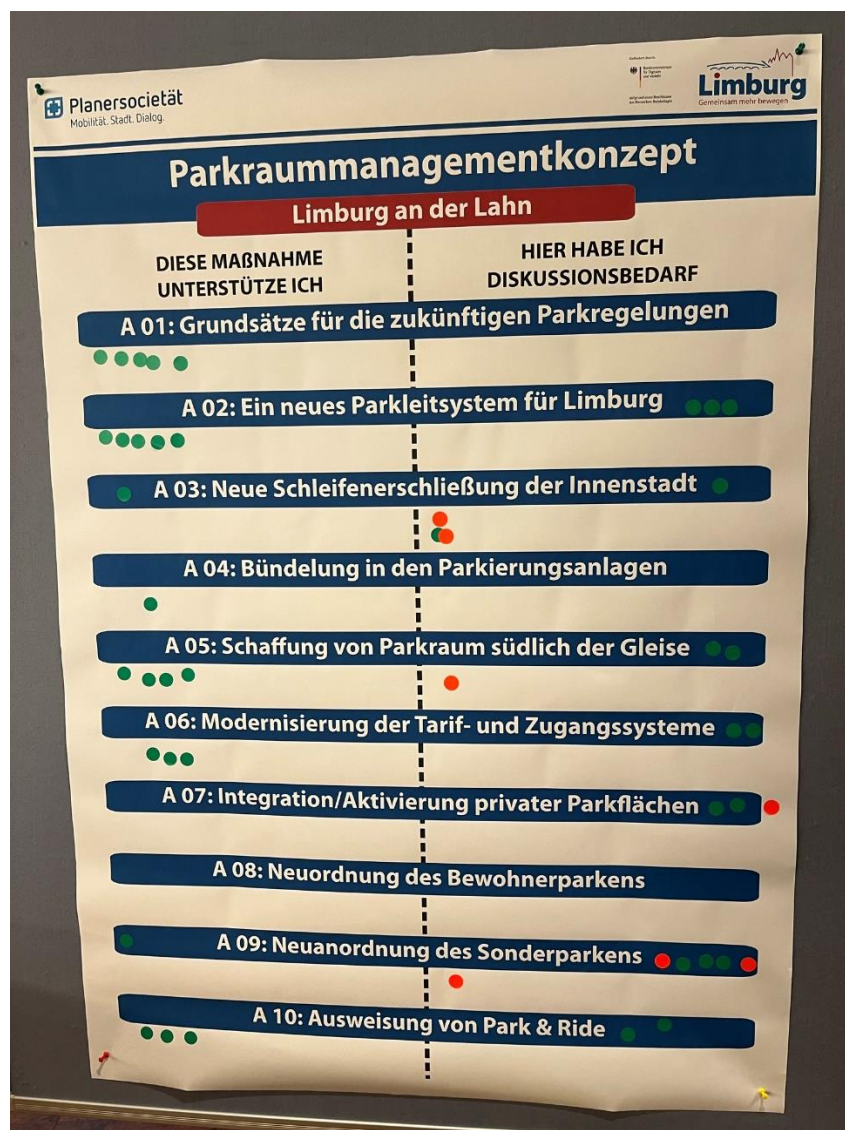 Planersocietät
Mobilität. Stadt. Dialog.
Limburg
Gemeinsam mehr bewegen
Parkraummanagementkonzept
Limburg an der Lahn
DIESE MAßNAHME
UNTERSTÜTZE ICH
HIER HABE ICH
DISKUSSIONSBEDARF
A 01: Grundsätze für die zukünftigen Parkregelungen
A 02: Ein neues Parkleitsystem für Limburg
A 03: Neue Schleifenerschließung der Innenstadt
A 04: Bündelung in den Parkierungsanlagen
A 05: Schaffung von Parkraum südlich der Gleise
A 06: Modernisierung der Tarif- und Zugangssysteme
A 07: Integration/Aktivierung privater Parkflächen
A 08: Neuordnung des Bewohnerparkens
A 09: Neuanordnung des Sonderparkens
A 10: Ausweisung von Park & Ride